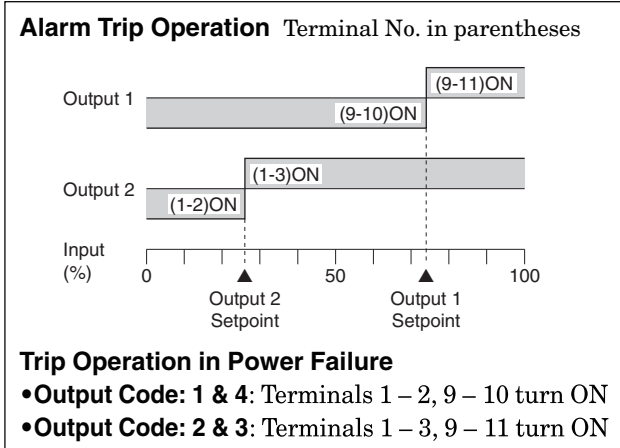 Alarm Trip Operation Terminal No. in parentheses
Output 1
(9-11)ON
(9-10)ON
Output 2
(1-3)ON
(1-2)ON
Input
(%)
0
50
100
Output 2
Setpoint
Output 1
Setpoint
Trip Operation in Power Failure
•Output Code: 1 & 4: Terminals 1 – 2, 9 – 10 turn ON
•Output Code: 2 & 3: Terminals 1 – 3, 9 – 11 turn ON